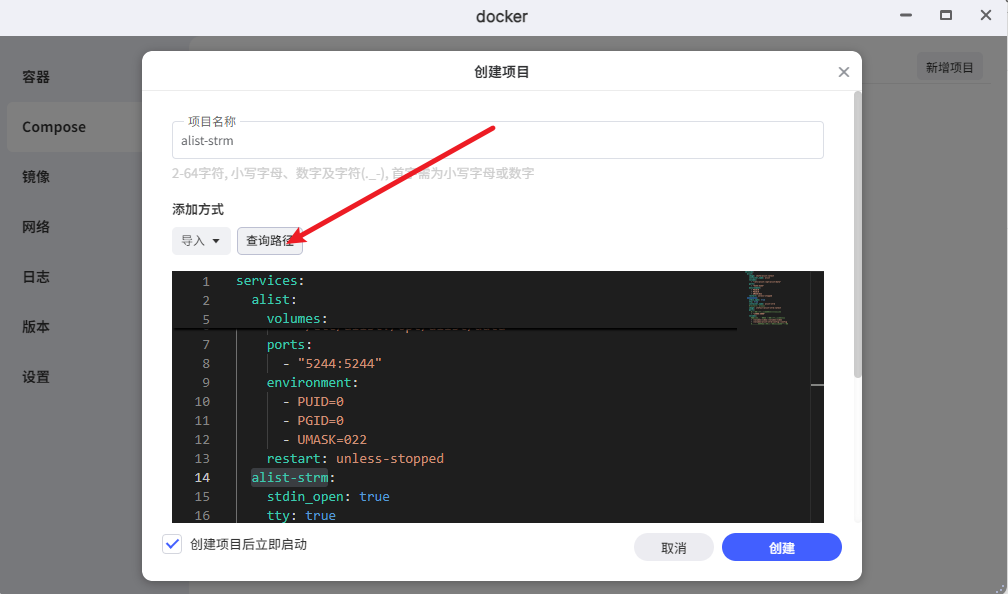 docker
容器
Compose
镜像
网络
日志
版本
设置
新增项目
创建项目
项目名称
alist-strm
2-64字符, 小写字母、数字及字符(._-), 首字需为小写字母或数字
添加方式
导入
查询路径
1 services:
2 alist:
5 volumes:
7 ports:
8 - "5244:5244"
9 environment:
10 - PUID=0
11 - PGID=0
12 - UMASK=022
13 restart: unless-stopped
14 alist-strm:
15 stdin_open: true
16 tty: true
创建项目后立即启动
取消
创建